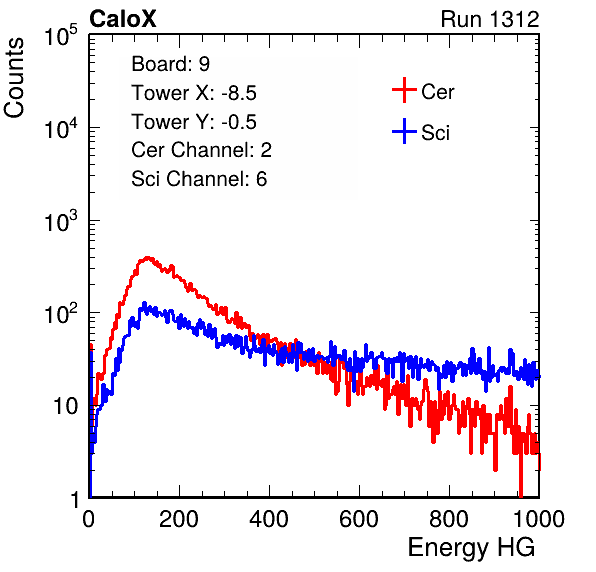 CaloX Run 1312
Counts
10^5
10^4
10^3
10^2
10
1
Board: 9
Tower X: -8.5
Tower Y: -0.5
Cer Channel: 2
Sci Channel: 6
Cer
Sci
0 200 400 600 800 1000
Energy HG